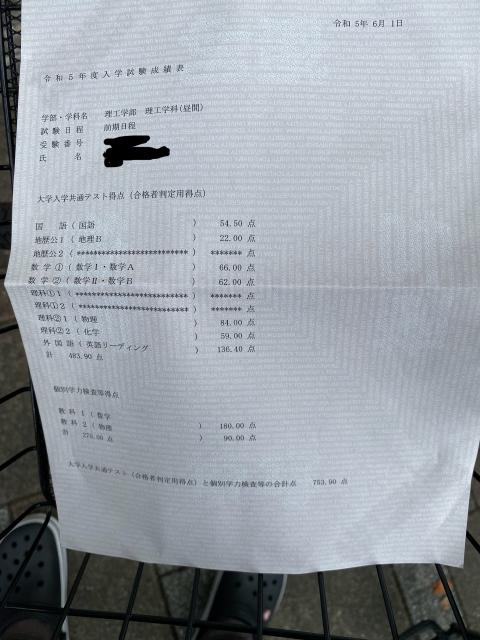 令和 5年 6月 1日
令和５年度入学試験成績表
学部・学科名 理工学部 理工学科(昼間)
試験日程 前期日程
受験番号
氏 名
大学入学共通テスト得点（合格者判定用得点）
国 語（国語 ） 54.50 点
地歴公１（ 地理Ｂ ） 22.00 点
地歴公２（ *************************** ） ******* 点
数 学 ①（ 数学Ⅰ・数学Ａ ） 66.00 点
数 学 ②（ 数学Ⅱ・数学Ｂ ） 62.00 点
理科①１（ *************************** ） ******* 点
理科①２（ *************************** ） ******* 点
理科②１（ 物理 ） 84.00 点
理科②２（ 化学 ） 59.00 点
外 国 語（ 英語リーディング ） 136.40 点
計 483.90 点
個別学力検査等得点
教 科 １（ 数学 ） 180.00 点
教 科 ２（ 物理 ） 90.00 点
計 270.00 点
大学入学共通テスト（合格者判定用得点）と個別学力検査等の合計点 753.90 点